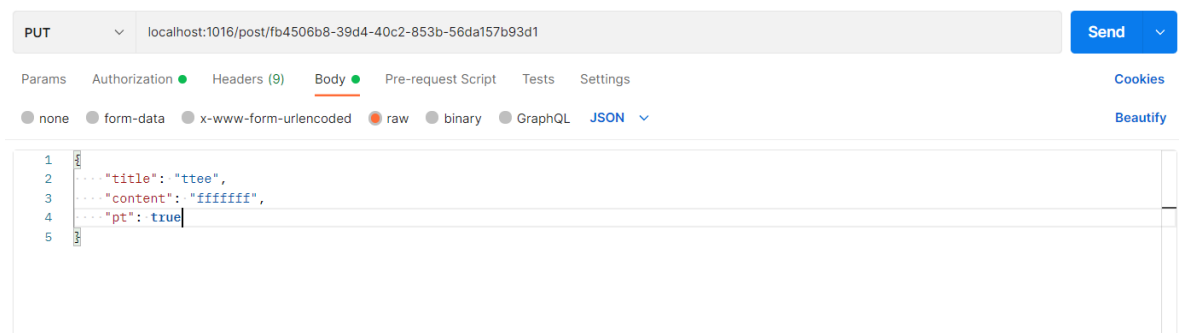 PUT localhost:1016/post/fb4506b8-39d4-40c2-853b-56da157b93d1 Send
Params Authorization Headers (9) Body Pre-request Script Tests Settings Cookies
none form-data x-www-form-urlencoded raw binary GraphQL JSON Beautify
1 {
2 "title": "ttee",
3 "content": "fffffff",
4 "pt": true
5 }